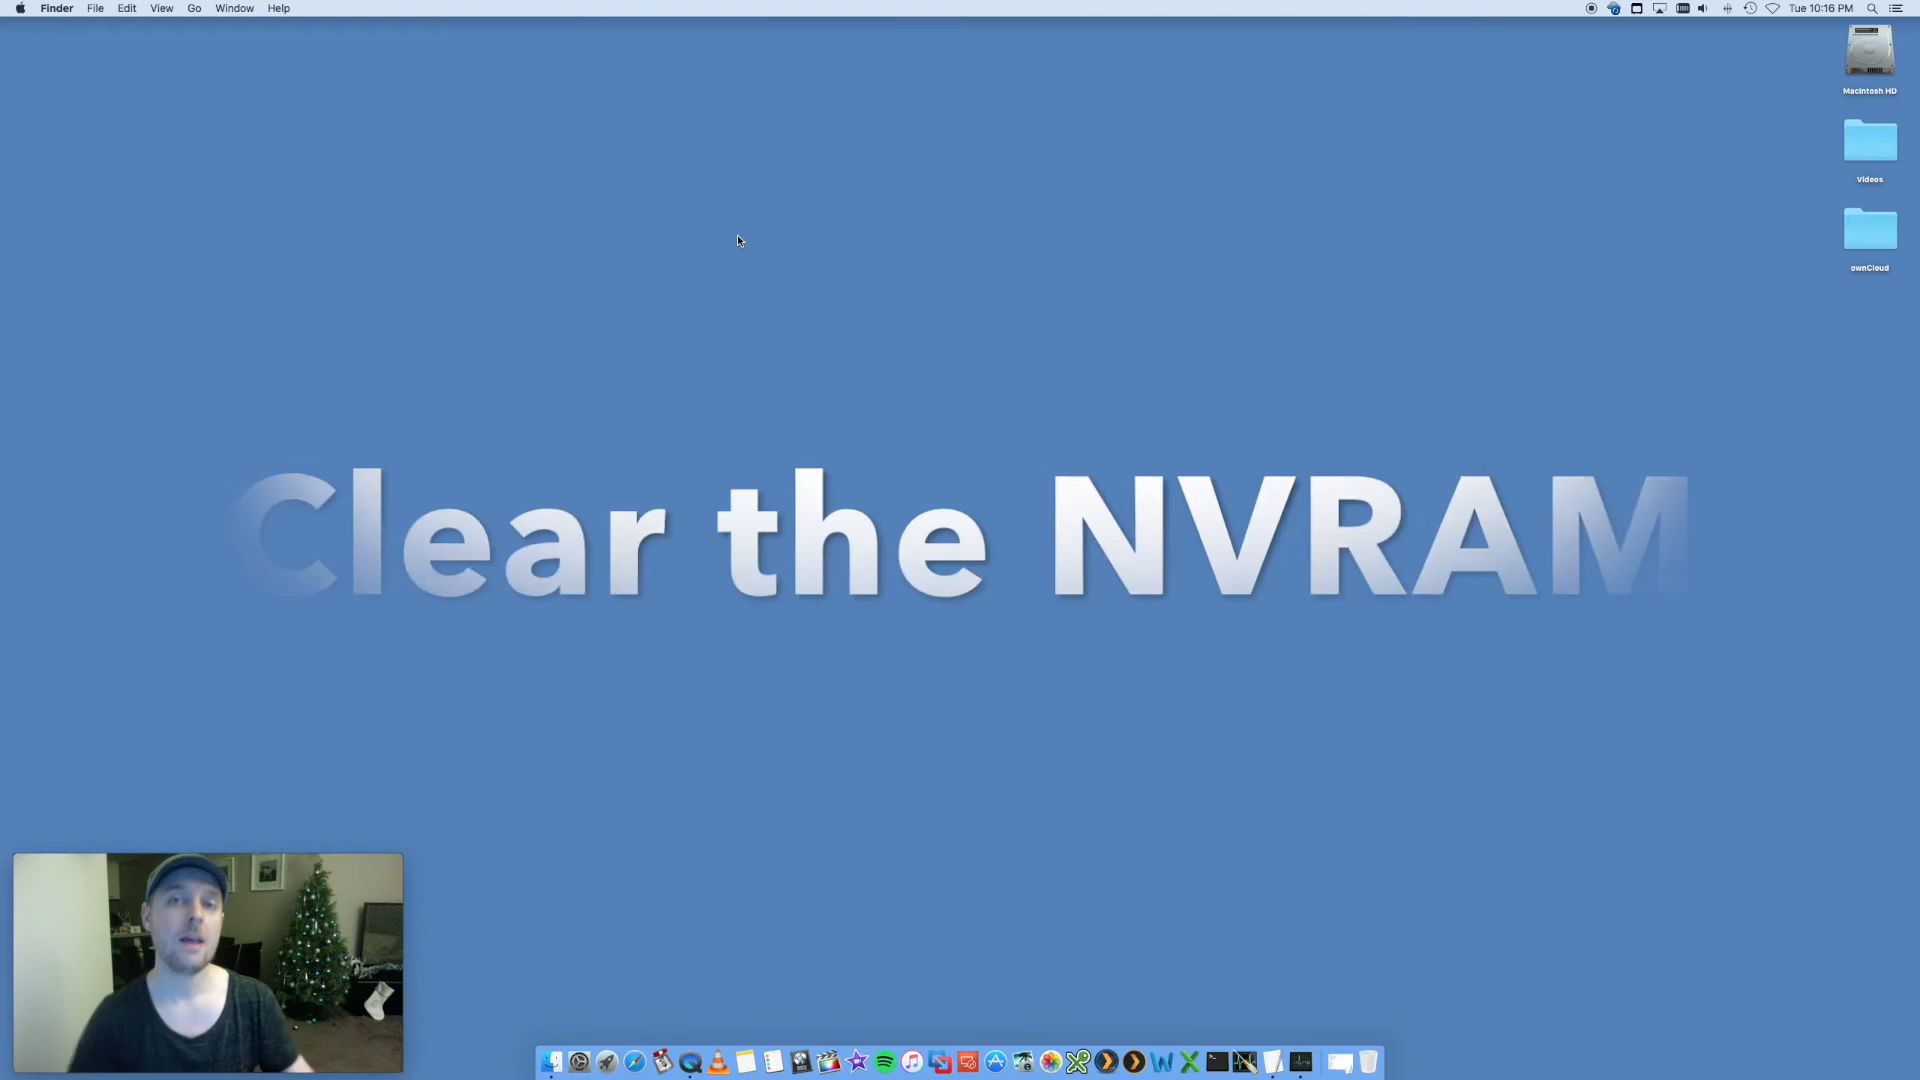 Finder File Edit View Go Window Help
Tue 10:16 PM
Macintosh HD
Videos
ownCloud
Clear the NVRAM